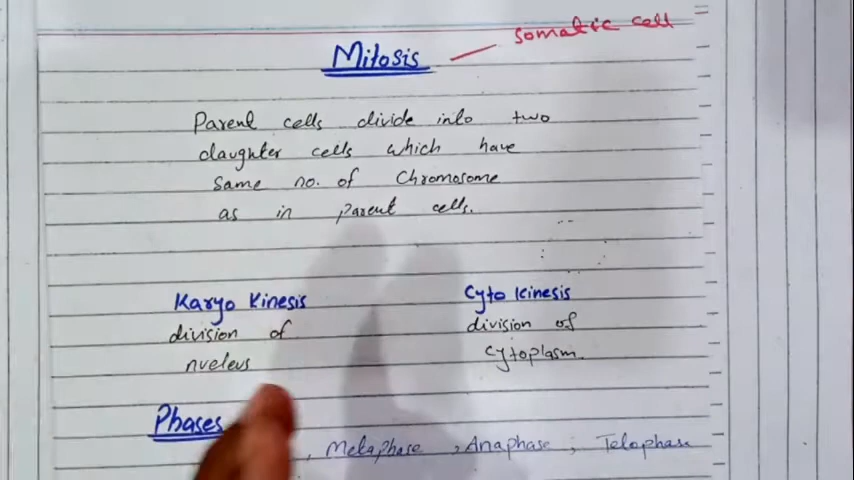 Mitosis — somatic cell
Parent cells divide into two
daughter cells which have
same no. of Chromosome
as in parent cells.
Karyo Kinesis Cyto Kinesis
division of division of
nucleus cytoplasm.
Phases
, Metaphase , Anaphase , Telophase